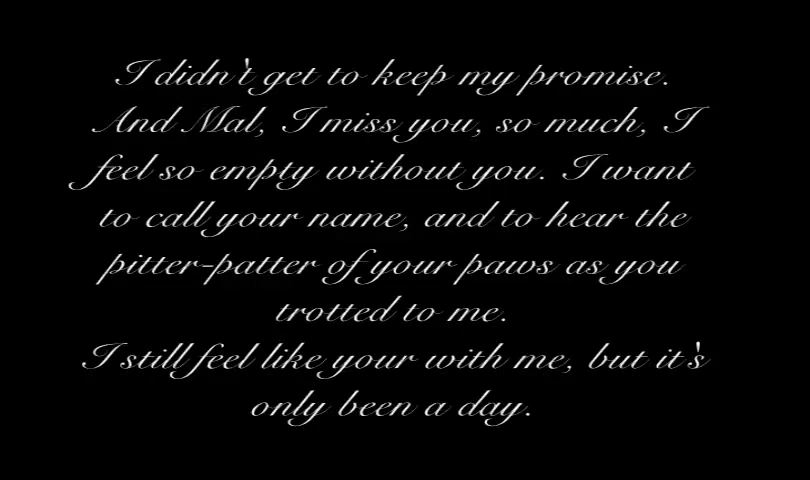 I didn't get to keep my promise.
And Mal, I miss you, so much, I
feel so empty without you. I want
to call your name, and to hear the
pitter-patter of your paws as you
trotted to me.
I still feel like your with me, but it's
only been a day.